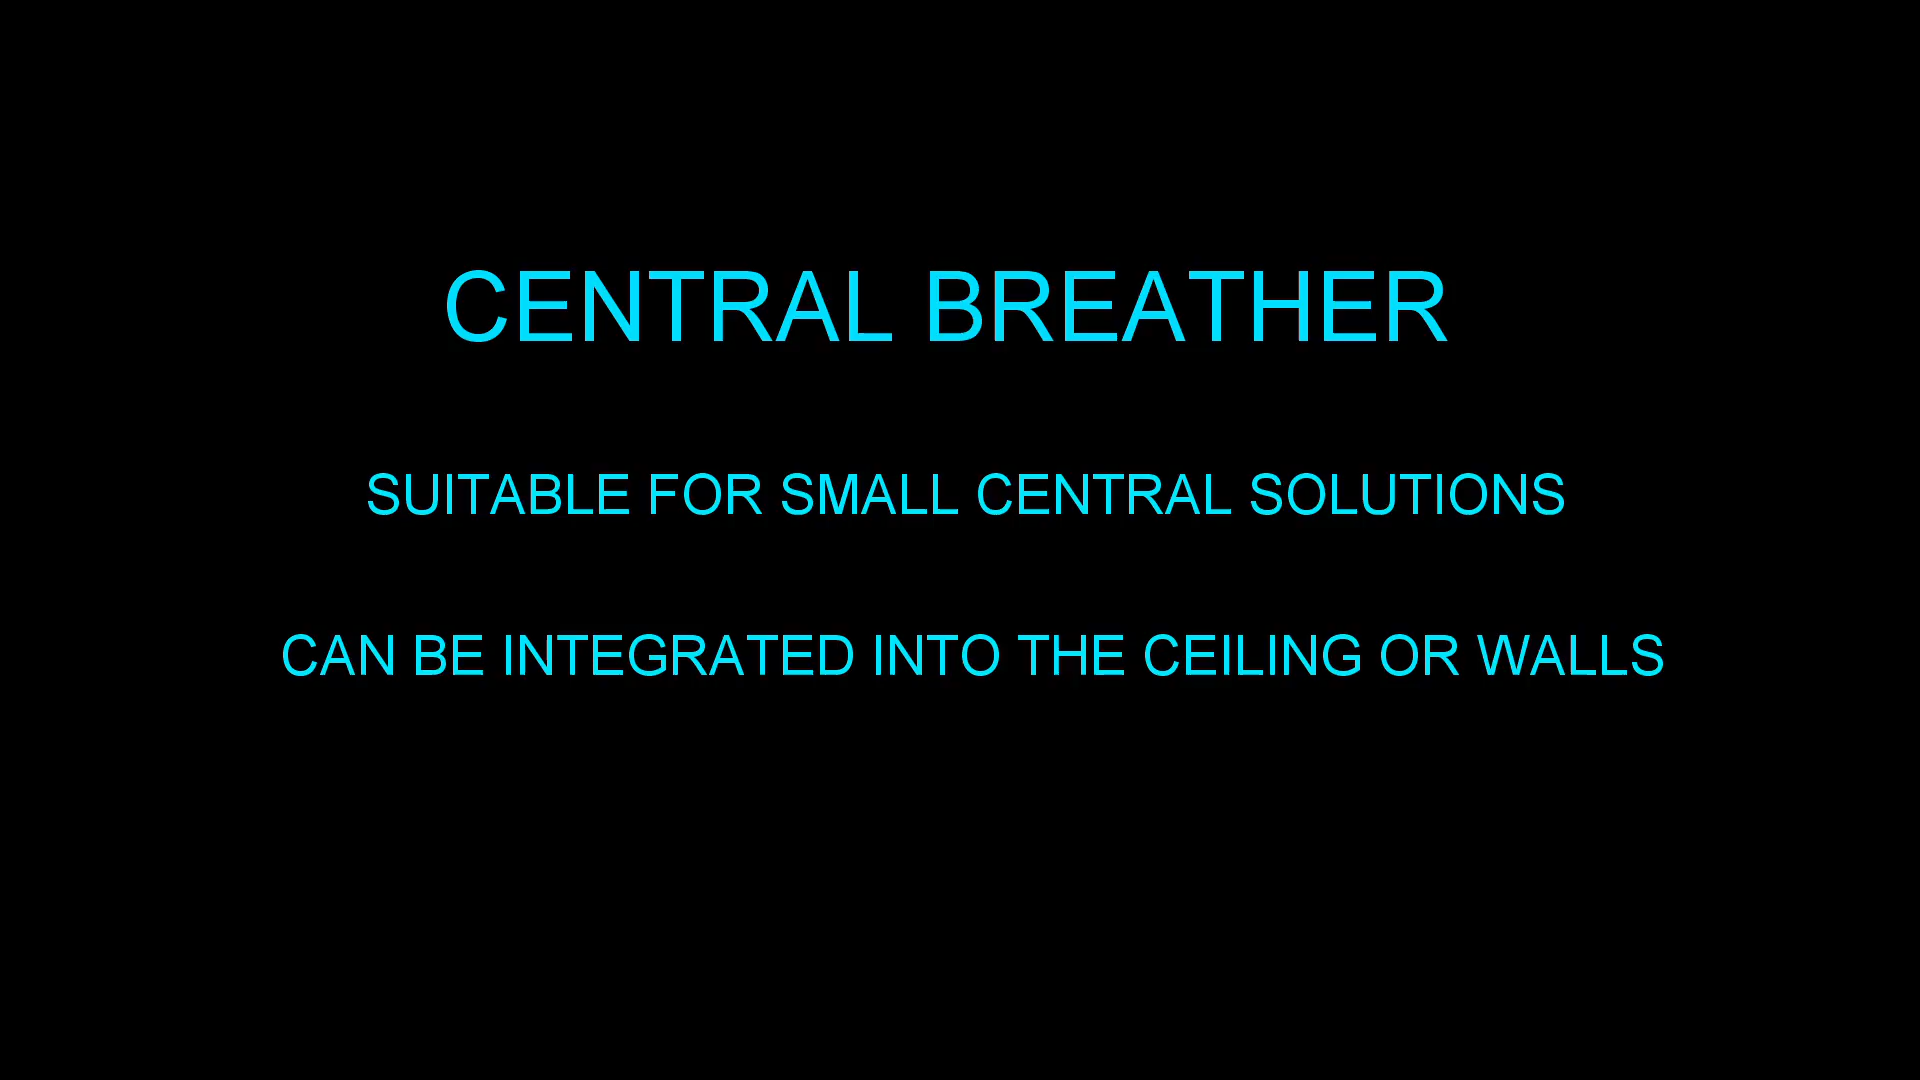 CENTRAL BREATHER
SUITABLE FOR SMALL CENTRAL SOLUTIONS
CAN BE INTEGRATED INTO THE CEILING OR WALLS